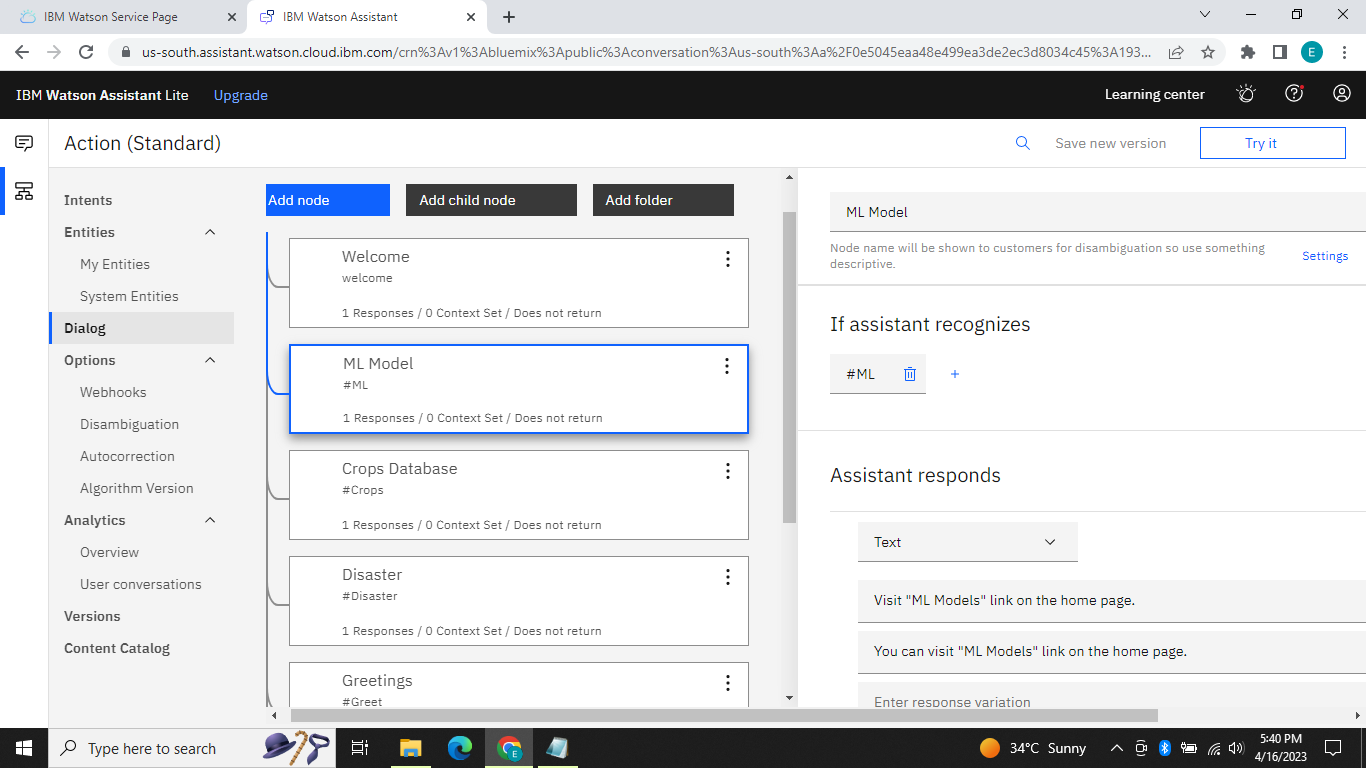 IBM Watson Service Page
IBM Watson Assistant
us-south.assistant.watson.cloud.ibm.com/crn%3Av1%3Abluemix%3Apublic%3Aconversation%3Aus-south%3Aa%2F0e5045eaa48e499ea3de2ec3d8034c45%3A193...
E
IBM Watson Assistant Lite
Upgrade
Learning center
Action (Standard)
Save new version
Try it
Intents
Entities
My Entities
System Entities
Dialog
Options
Webhooks
Disambiguation
Autocorrection
Algorithm Version
Analytics
Overview
User conversations
Versions
Content Catalog
Add node
Add child node
Add folder
Welcome
welcome
1 Responses / 0 Context Set / Does not return
ML Model
#ML
1 Responses / 0 Context Set / Does not return
Crops Database
#Crops
1 Responses / 0 Context Set / Does not return
Disaster
#Disaster
1 Responses / 0 Context Set / Does not return
Greetings
#Greet
ML Model
Node name will be shown to customers for disambiguation so use something
descriptive.
Settings
If assistant recognizes
#ML
Assistant responds
Text
Visit "ML Models" link on the home page.
You can visit "ML Models" link on the home page.
Enter response variation
Type here to search
E
34°C Sunny
5:40 PM
4/16/2023